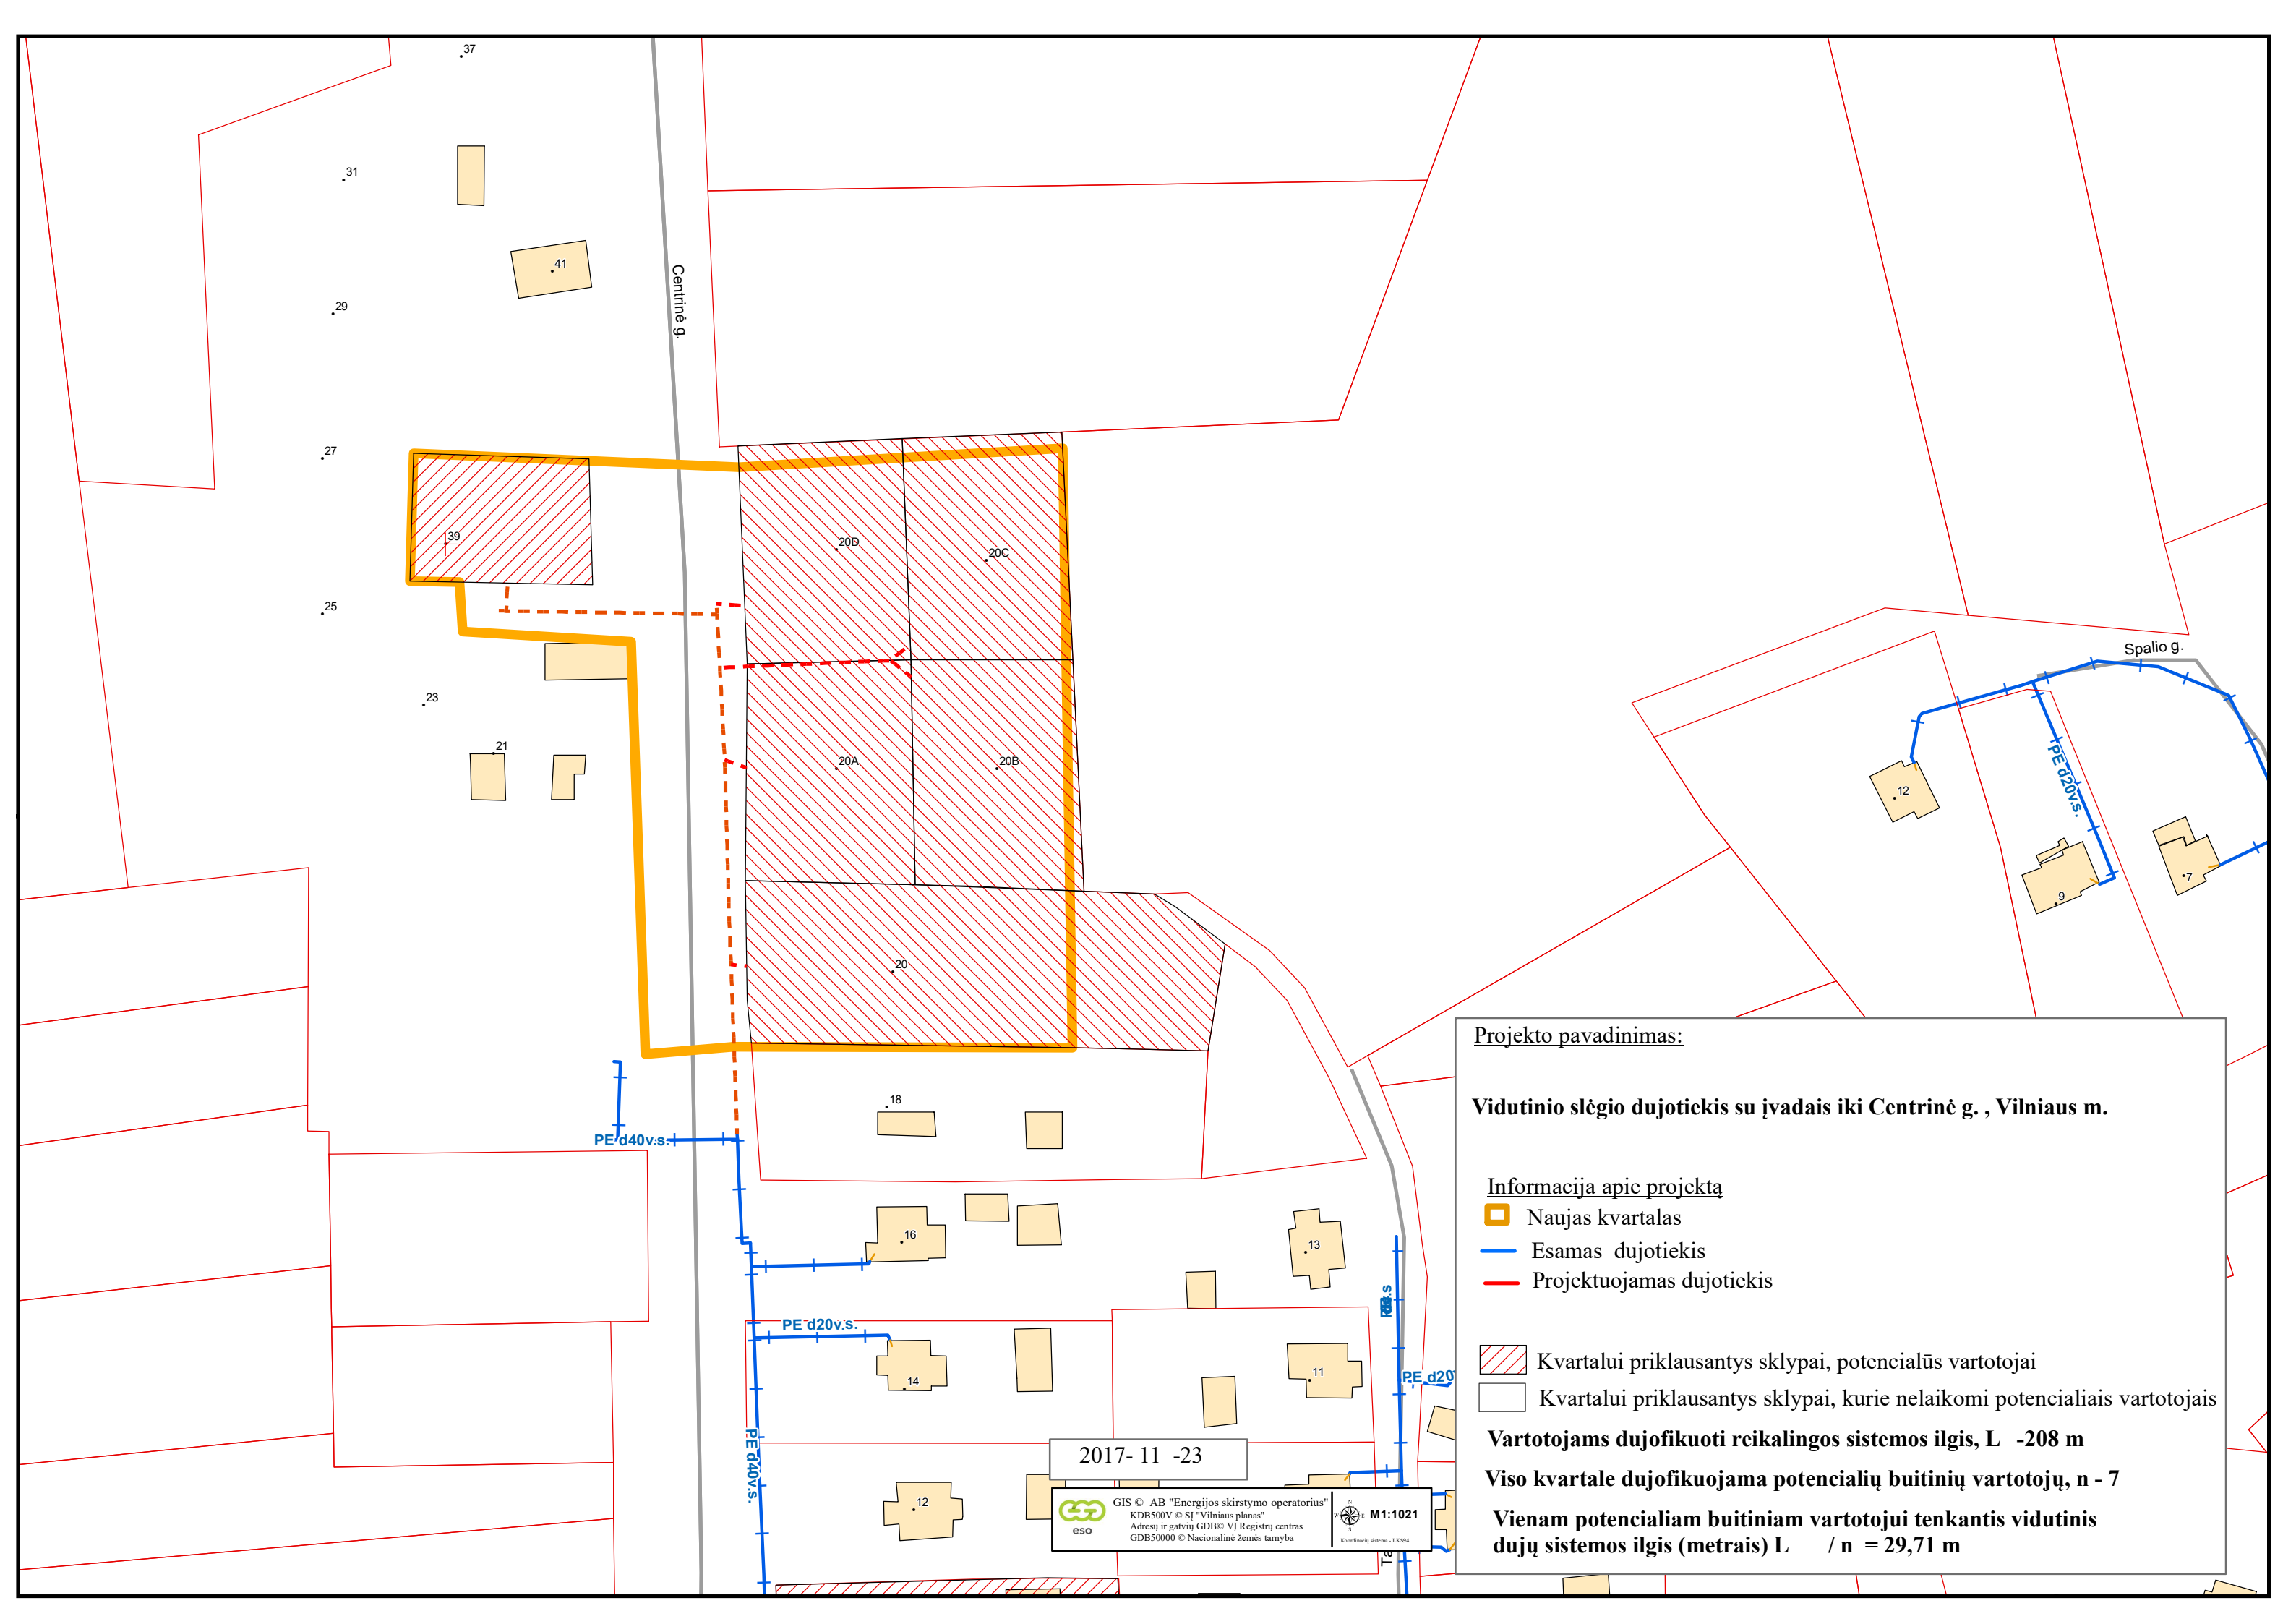 37
31
41
29
Centrinė g.
27
39
20D
20C
25
Spalio g.
23
21
20A
20B
12
PE d20v.s.
9
7
20
18
PE d40v.s.
16
13
PE d20v.s.
14
11
PE d20
PE d40v.s.
12
Projekto pavadinimas:
Vidutinio slėgio dujotiekis su įvadais iki Centrinė g. , Vilniaus m.
Informacija apie projektą
Naujas kvartalas
Esamas dujotiekis
Projektuojamas dujotiekis
Kvartalui priklausantys sklypai, potencialūs vartotojai
Kvartalui priklausantys sklypai, kurie nelaikomi potencialiais vartotojais
Vartotojams dujofikuoti reikalingos sistemos ilgis, L -208 m
Viso kvartale dujofikuojama potencialių buitinių vartotojų, n - 7
Vienam potencialiam buitiniam vartotojui tenkantis vidutinis
dujų sistemos ilgis (metrais) L / n = 29,71 m
2017- 11 -23
eso
GIS © AB "Energijos skirstymo operatorius"
KDB500V © SĮ "Vilniaus planas"
Adresų ir gatvių GDB© VĮ Registrų centras
GDB50000 © Nacionalinė žemės tarnyba
N
W E
S
M1:1021
Koordinačių sistema - LKS94
Ta